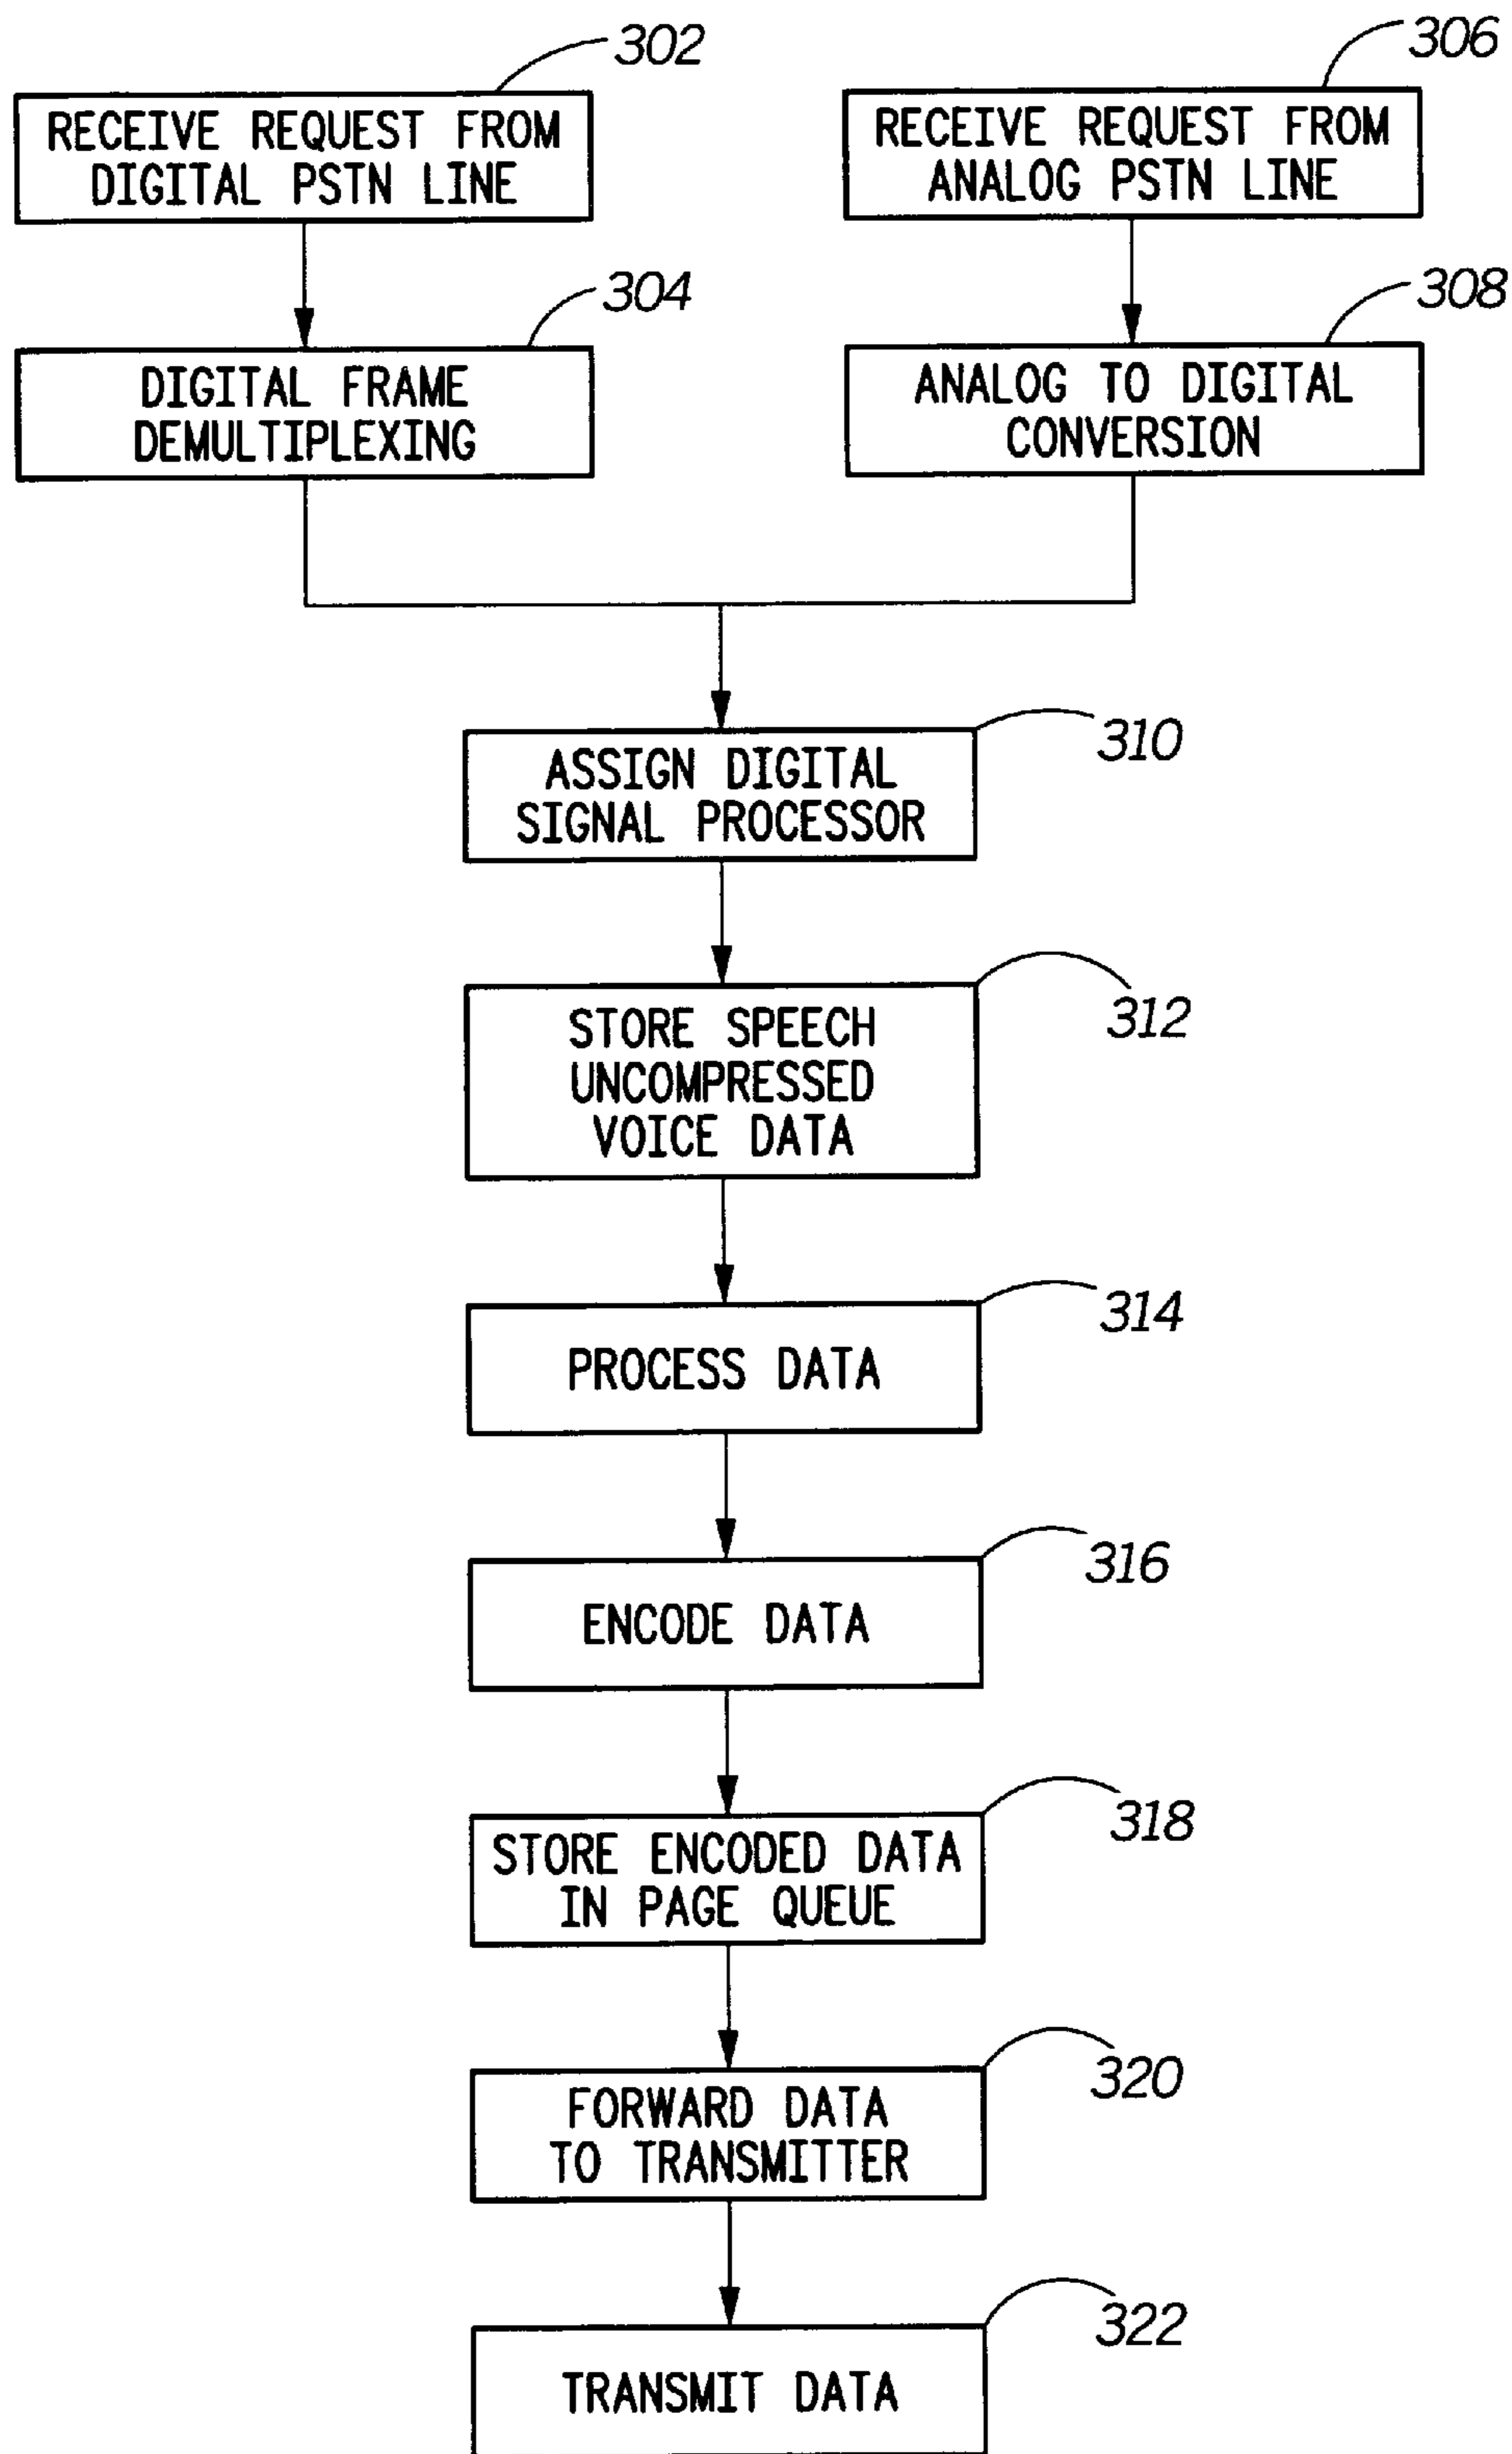 302
RECEIVE REQUEST FROM
DIGITAL PSTN LINE
306
RECEIVE REQUEST FROM
ANALOG PSTN LINE
304
DIGITAL FRAME
DEMULTIPLEXING
308
ANALOG TO DIGITAL
CONVERSION
310
ASSIGN DIGITAL
SIGNAL PROCESSOR
312
STORE SPEECH
UNCOMPRESSED
VOICE DATA
314
PROCESS DATA
316
ENCODE DATA
318
STORE ENCODED DATA
IN PAGE QUEUE
320
FORWARD DATA
TO TRANSMITTER
322
TRANSMIT DATA